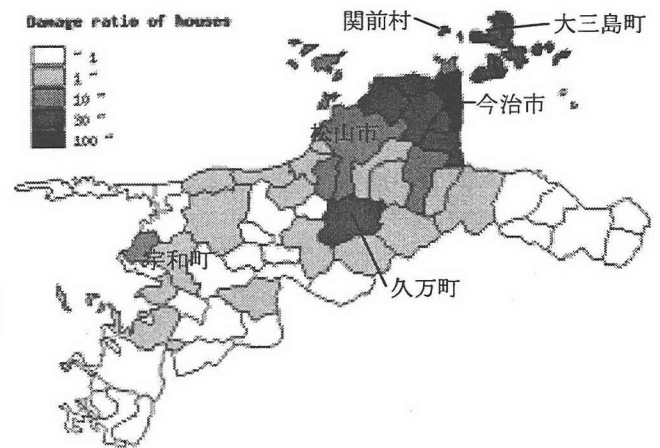 Damage ratio of houses
~ 1
1 ~
10 ~
30 ~
100 ~
関前村
大三島町
今治市
松山市
宇和町
久万町